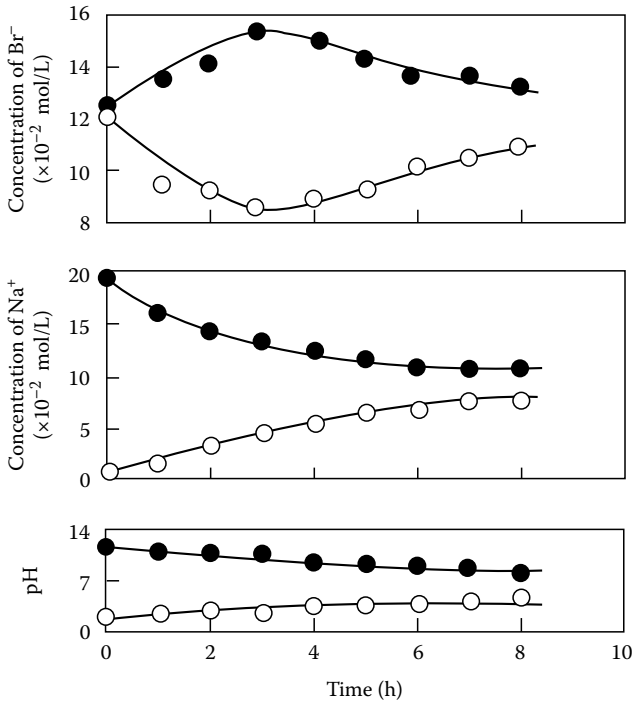 Concentration of Br⁻
(×10⁻² mol/L)
16
14
12
10
8
Concentration of Na⁺
(×10⁻² mol/L)
20
15
10
5
0
pH
14
7
0
0 2 4 6 8 10
Time (h)